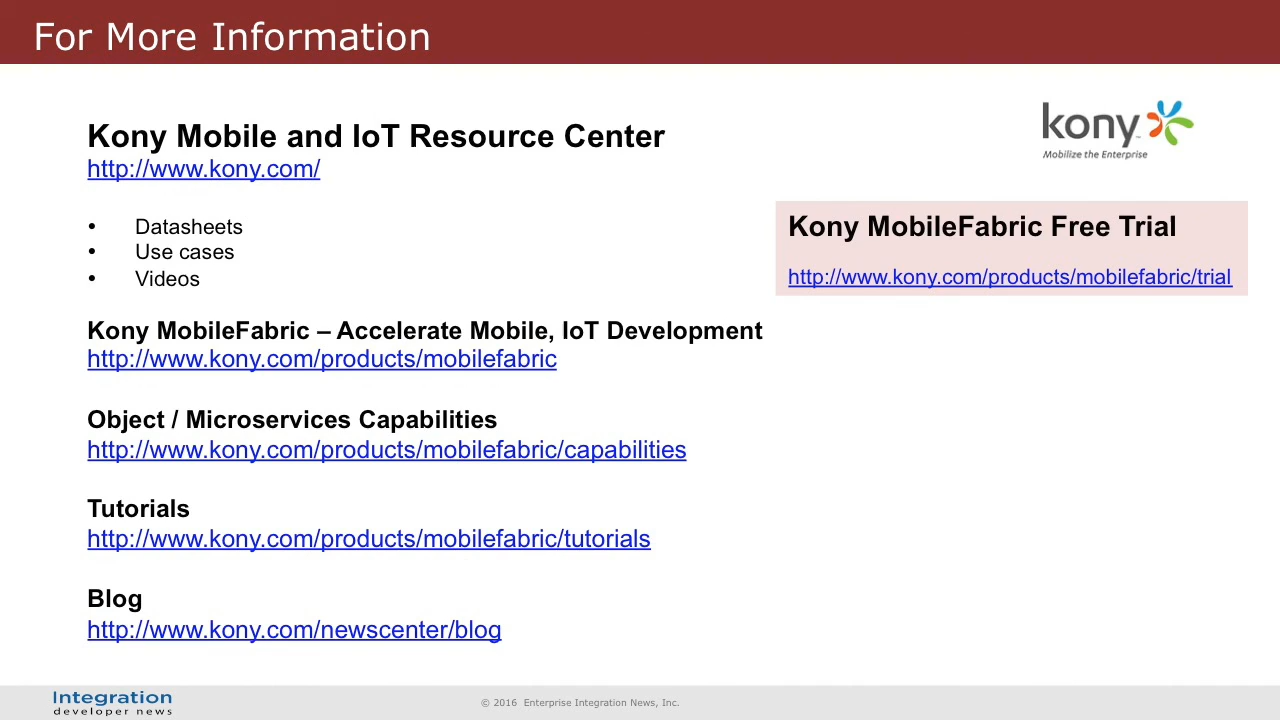 For More Information
Kony Mobile and IoT Resource Center
http://www.kony.com/
• Datasheets
• Use cases
• Videos
Kony MobileFabric – Accelerate Mobile, IoT Development
http://www.kony.com/products/mobilefabric
Object / Microservices Capabilities
http://www.kony.com/products/mobilefabric/capabilities
Tutorials
http://www.kony.com/products/mobilefabric/tutorials
Blog
http://www.kony.com/newscenter/blog
kony™
Mobilize the Enterprise
Kony MobileFabric Free Trial
http://www.kony.com/products/mobilefabric/trial
Integration
developer news
© 2016 Enterprise Integration News, Inc.